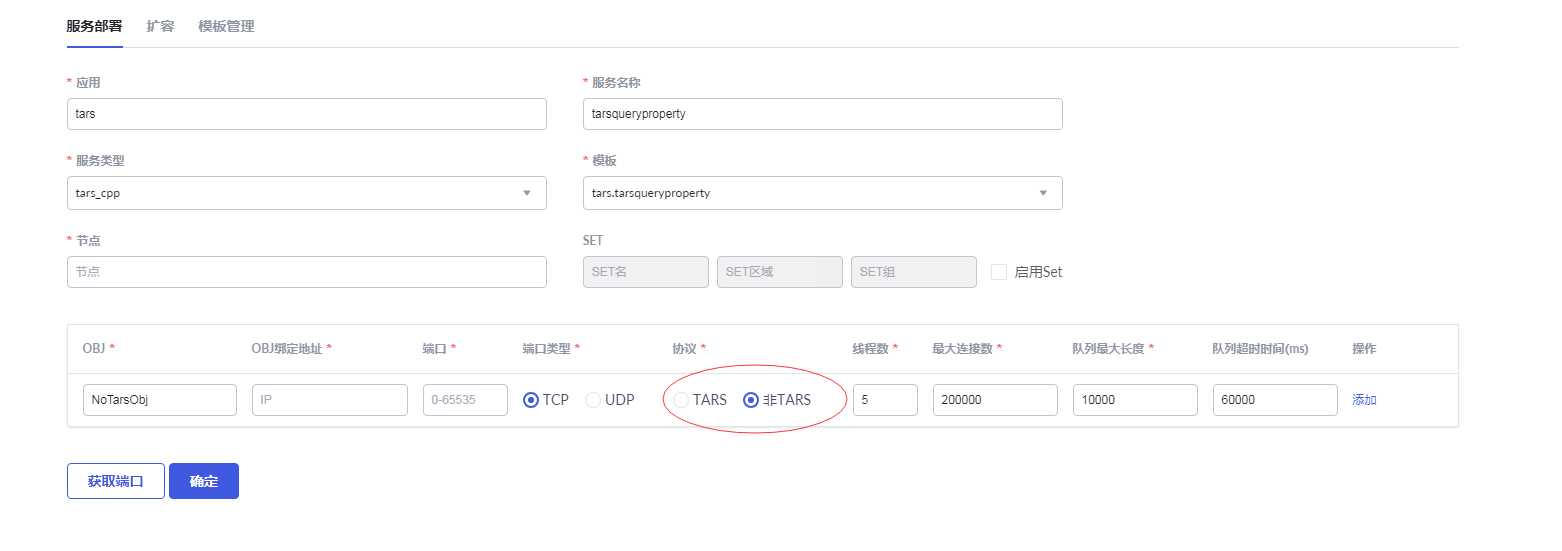 服务部署 扩容 模板管理
* 应用 * 服务名称
tars tarsqueryproperty
* 服务类型 * 模板
tars_cpp tars.tarsqueryproperty
* 节点 SET
节点 SET名 SET区域 SET组 启用Set
OBJ * OBJ绑定地址 * 端口 * 端口类型 * 协议 * 线程数 * 最大连接数 * 队列最大长度 * 队列超时时间(ms) 操作
NoTarsObj IP 0-65535 TCP UDP TARS 非TARS 5 200000 10000 60000 添加
获取端口 确定